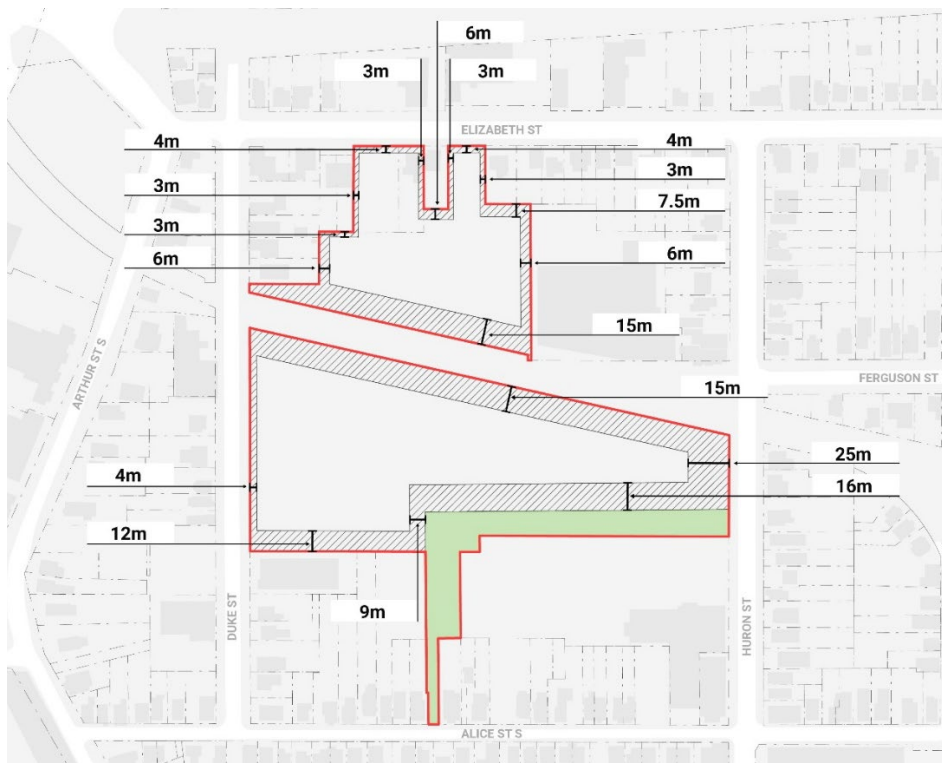 6m
3m
3m
ELIZABETH ST
4m
4m
3m
3m
7.5m
3m
6m
6m
15m
ARTHUR ST S
FERGUSON ST
15m
25m
4m
16m
12m
9m
DUKE ST
HURON ST
ALICE ST S